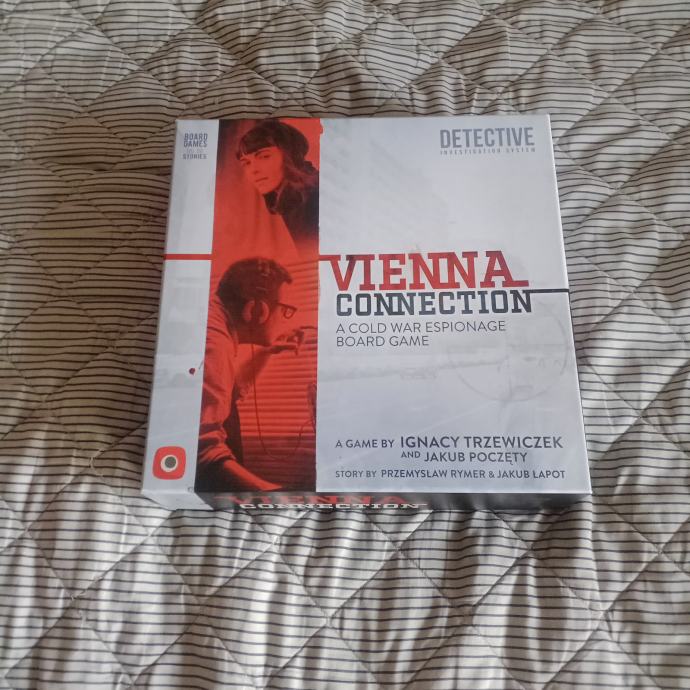 BOARD
GAMES
STORIES
DETECTIVE
INVESTIGATION SYSTEM
VIENNA
CONNECTION
A COLD WAR ESPIONAGE
BOARD GAME
A GAME BY IGNACY TRZEWICZEK
AND JAKUB POCZĘTY
STORY BY PRZEMYSŁAW RYMER & JAKUB ŁAPOT
VIENNA
CONNECTION